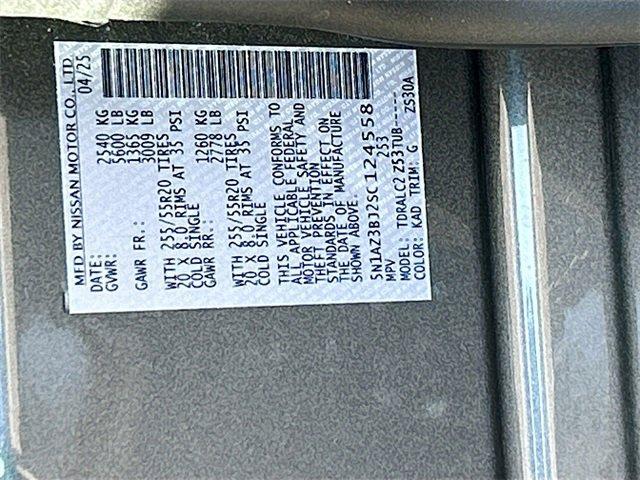 MFD BY NISSAN MOTOR CO.,LTD
DATE: 04/25
GVWR: 2540 KG
5600 LB
GAWR FR.: 1365 KG
3009 LB
WITH 255/55R20 TIRES
20 X 8.0 RIMS AT 35 PSI
COLD SINGLE
GAWR RR.: 1260 KG
2778 LB
WITH 255/55R20 TIRES
20 X 8.0 RIMS AT 35 PSI
COLD SINGLE
THIS VEHICLE CONFORMS TO
ALL APPLICABLE FEDERAL
MOTOR VEHICLE SAFETY AND
THEFT PREVENTION
STANDARDS IN EFFECT ON
THE DATE OF MANUFACTURE
SHOWN ABOVE.
5N1AZ3BJ2SC124558
MPV 253
MODEL: TDRALC2Z53TUB-----
COLOR: KAD TRIM: G ZS30A